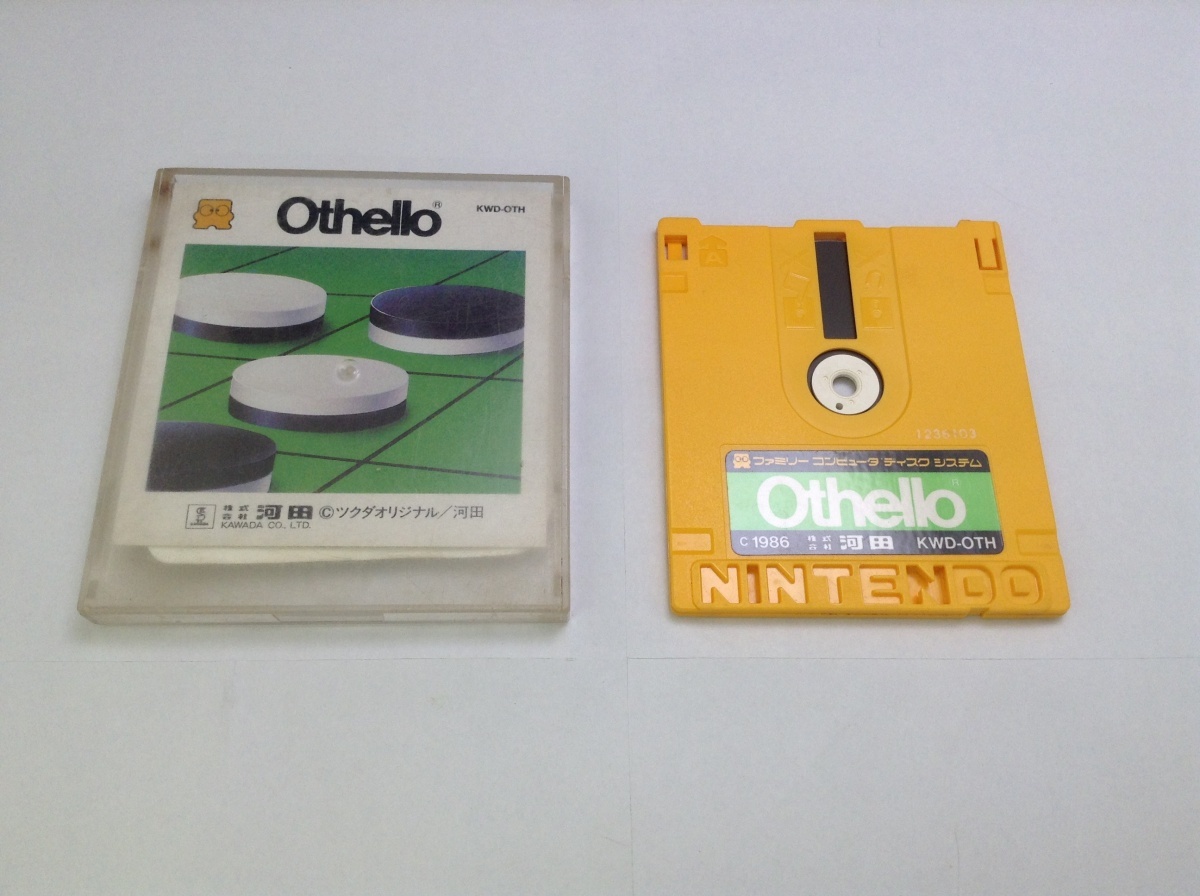 Othello®
KWD-OTH
株式会社 河田 ©ツクダオリジナル/河田
KAWADA CO., LTD.
A
1236103
ファミリー コンピュータ ディスク システム
Othello®
C 1986 株式会社 河田 KWD-OTH
NINTENDO